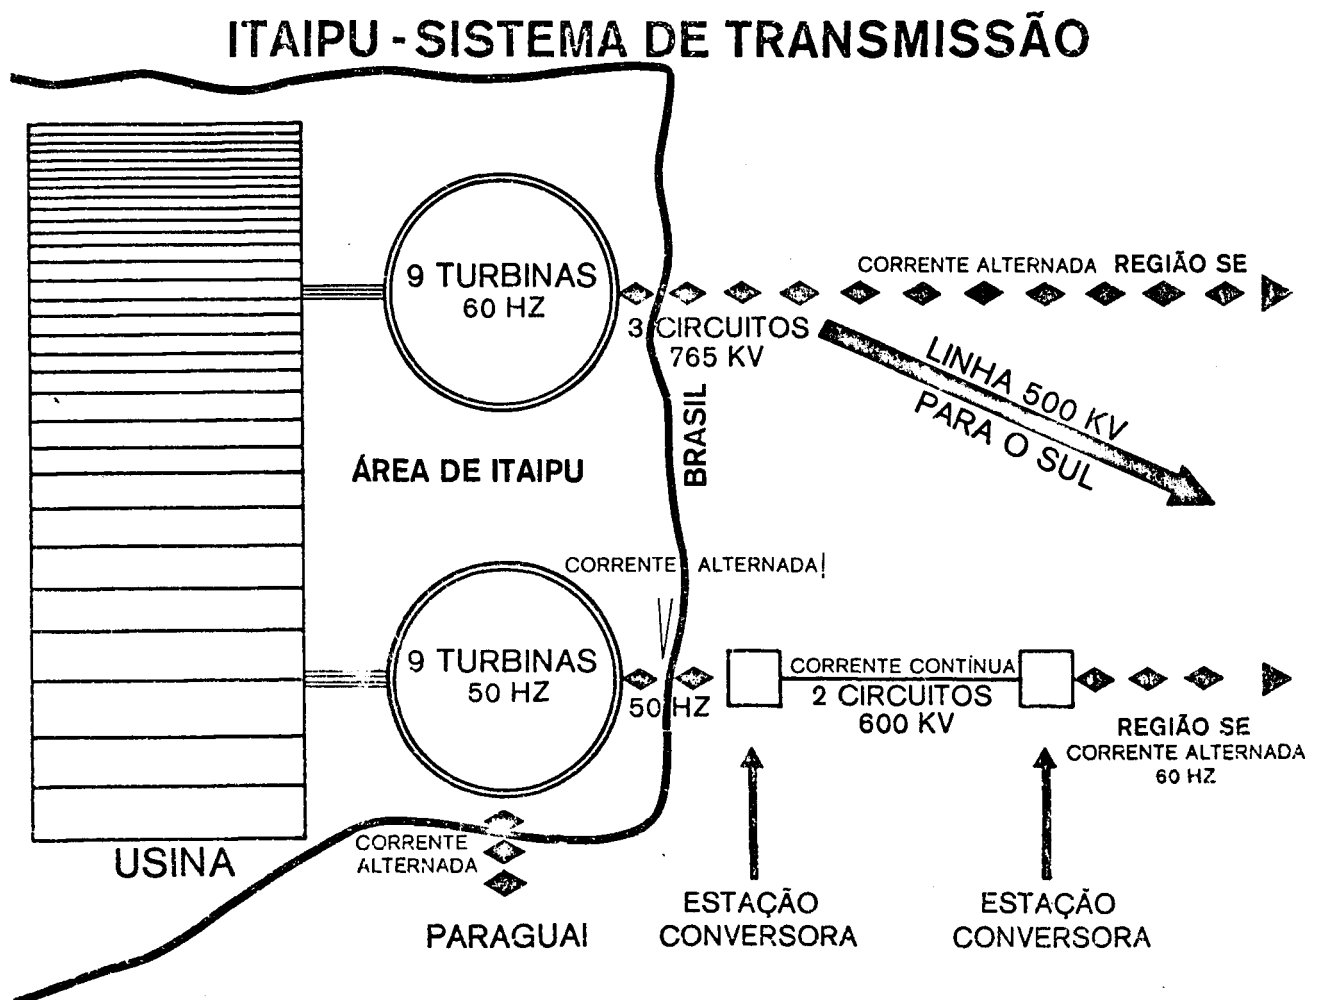 ITAIPU - SISTEMA DE TRANSMISSÃO
9 TURBINAS
60 HZ
CORRENTE ALTERNADA REGIÃO SE
3 CIRCUITOS
765 KV
LINHA 500 KV
PARA O SUL
BRASIL
ÁREA DE ITAIPU
CORRENTE ALTERNADA
9 TURBINAS
50 HZ
50 HZ
CORRENTE CONTÍNUA
2 CIRCUITOS
600 KV
REGIÃO SE
CORRENTE ALTERNADA
60 HZ
USINA
CORRENTE
ALTERNADA
PARAGUAI
ESTAÇÃO
CONVERSORA
ESTAÇÃO
CONVERSORA